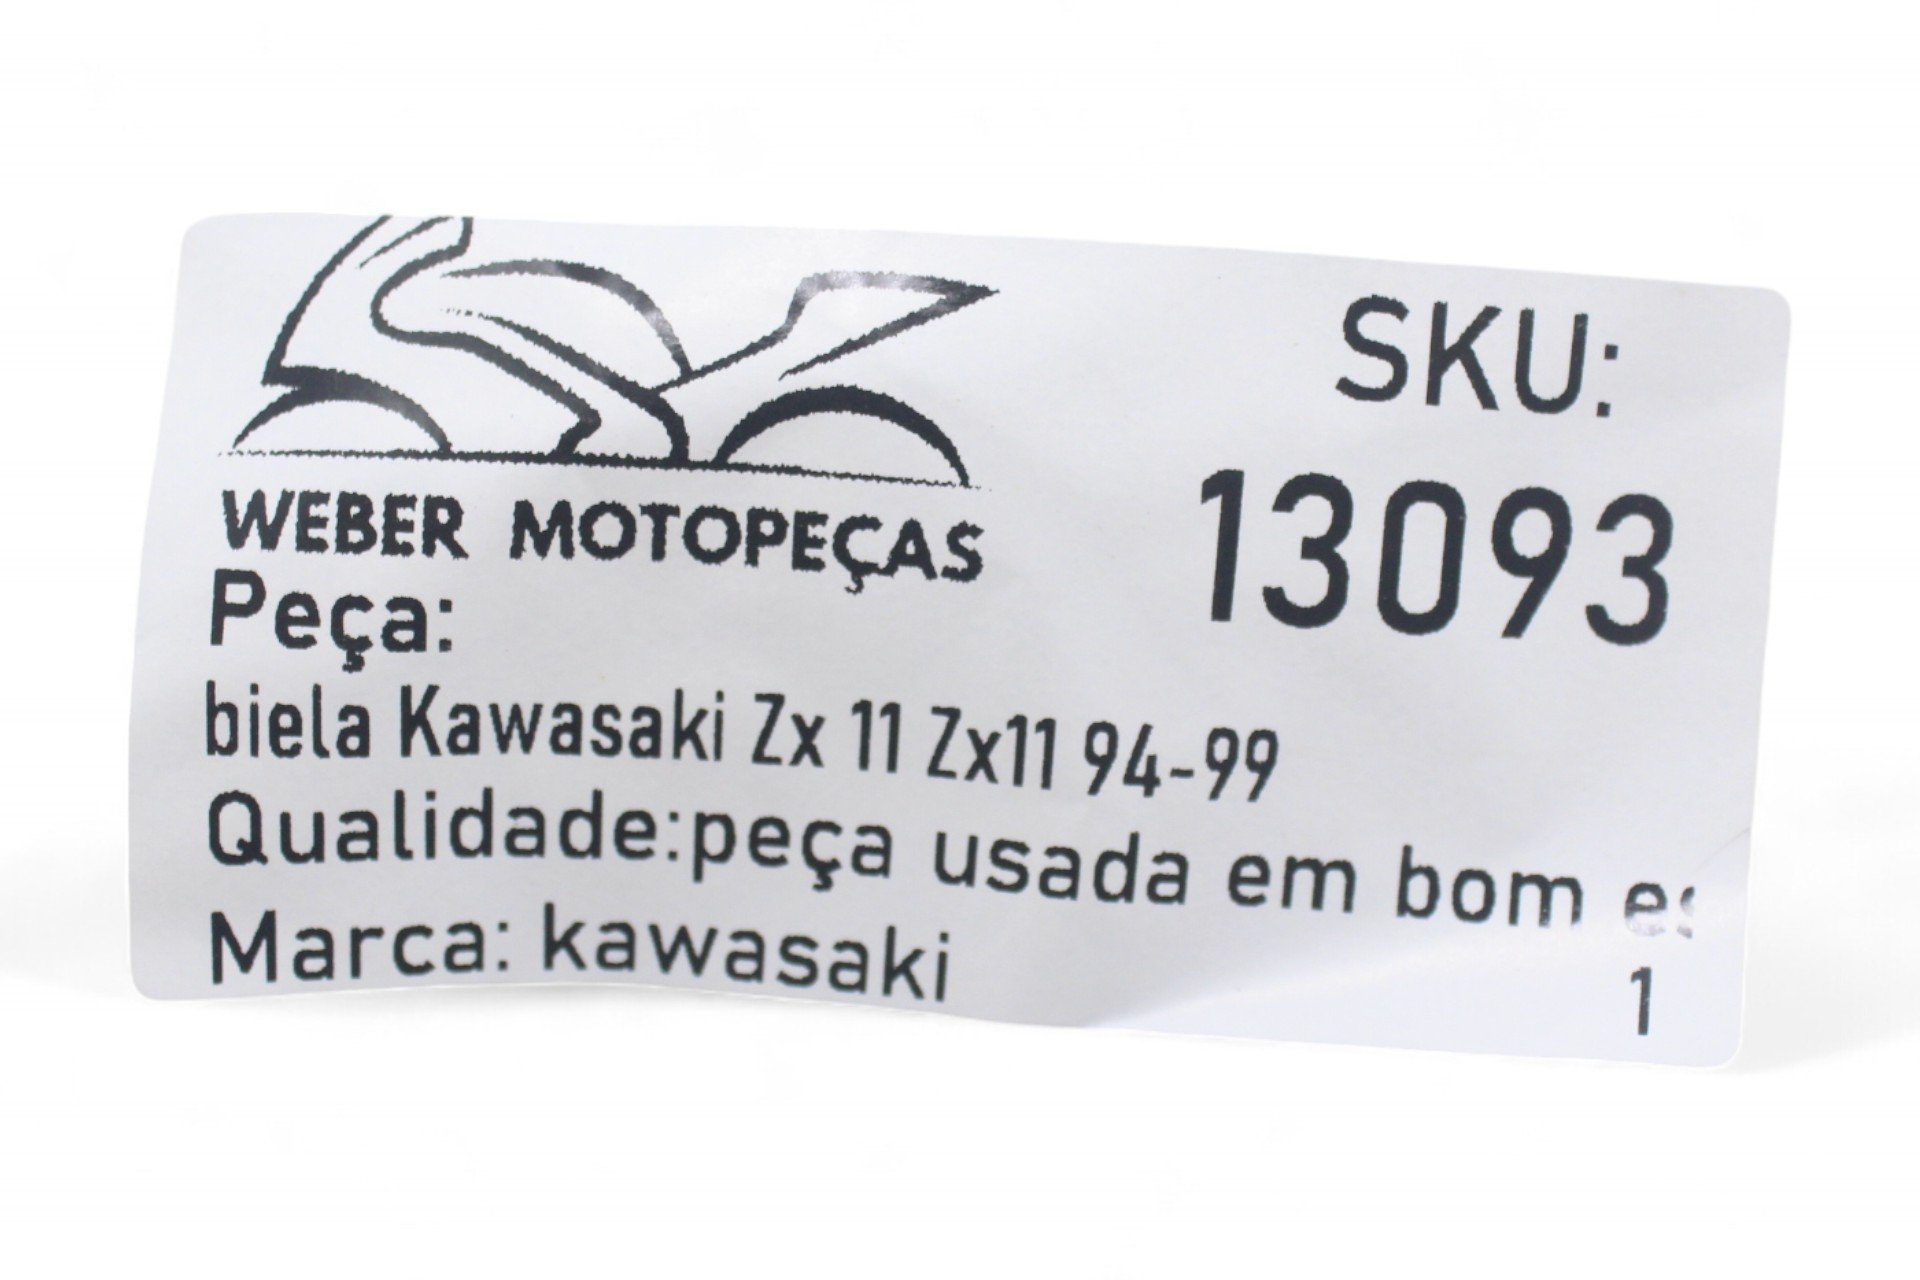 WEBER MOTOPEÇAS
SKU:
13093
Peça:
biela Kawasaki Zx 11 Zx11 94-99
Qualidade:peça usada em bom es
Marca: kawasaki
1